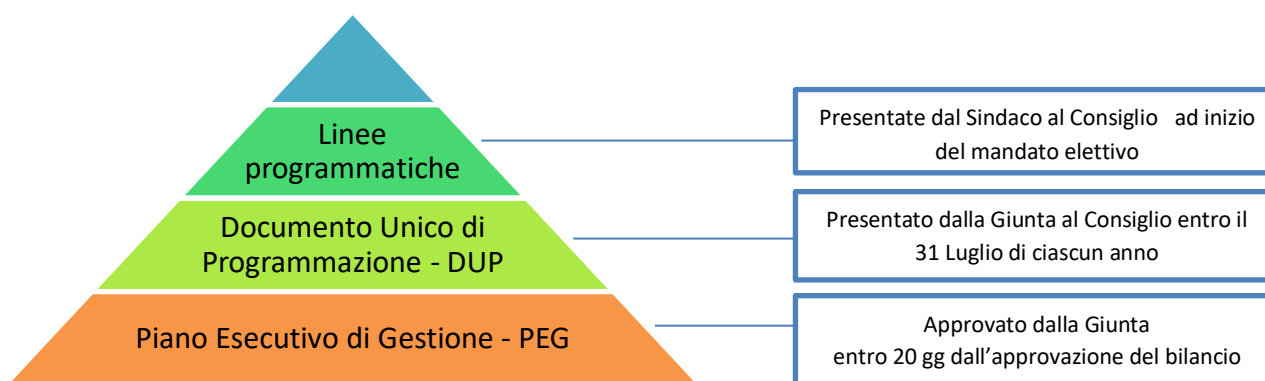 Linee
programmatiche
Presentate dal Sindaco al Consiglio ad inizio
del mandato elettivo
Documento Unico di
Programmazione - DUP
Presentato dalla Giunta al Consiglio entro il
31 Luglio di ciascun anno
Piano Esecutivo di Gestione - PEG
Approvato dalla Giunta
entro 20 gg dall'approvazione del bilancio